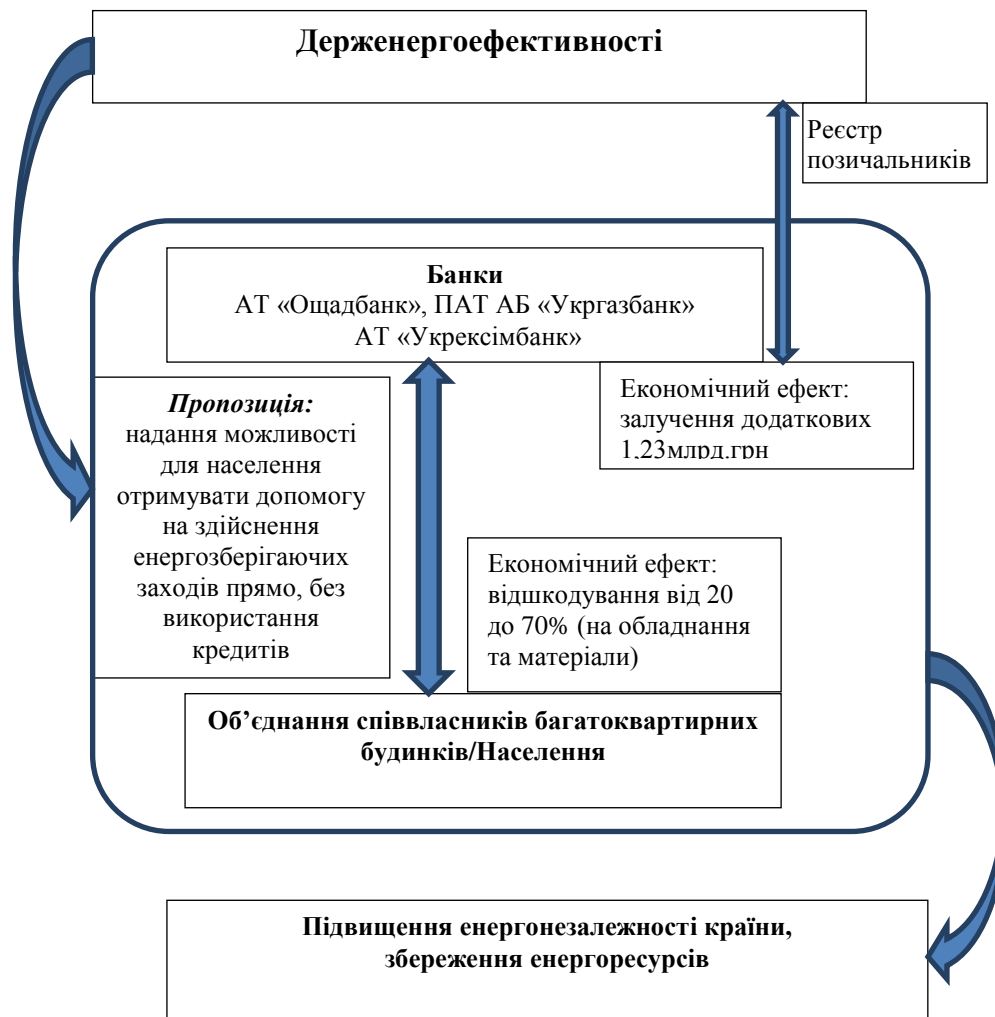 Держенергоефективності
Реєстр
позичальників
Банки
АТ «Ощадбанк», ПАТ АБ «Укргазбанк»
АТ «Укрексімбанк»
Пропозиція:
надання можливості
для населення
отримувати допомогу
на здійснення
енергозберігаючих
заходів прямо, без
використання
кредитів
Економічний ефект:
залучення додаткових
1,23млрд.грн
Економічний ефект:
відшкодування від 20
до 70% (на обладнання
та матеріали)
Об’єднання співвласників багатоквартирних
будинків/Населення
Підвищення енергонезалежності країни,
збереження енергоресурсів